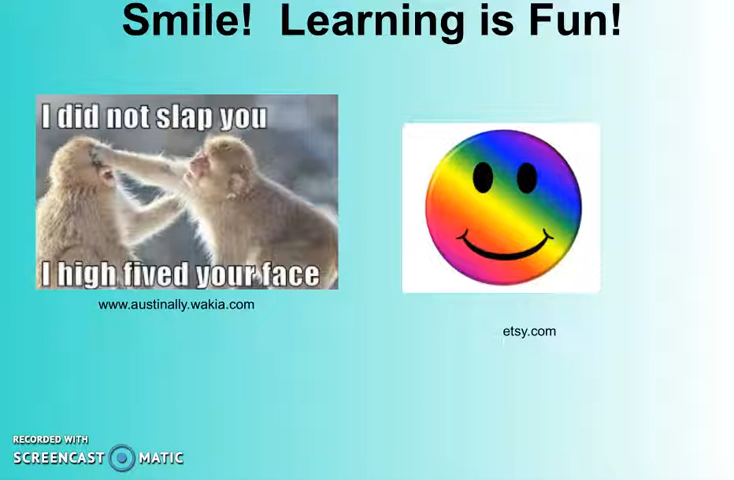 Smile!  Learning is Fun!
I did not slap you
I high fived your face
www.austinally.wakia.com
etsy.com
RECORDED WITH
SCREENCAST MATIC